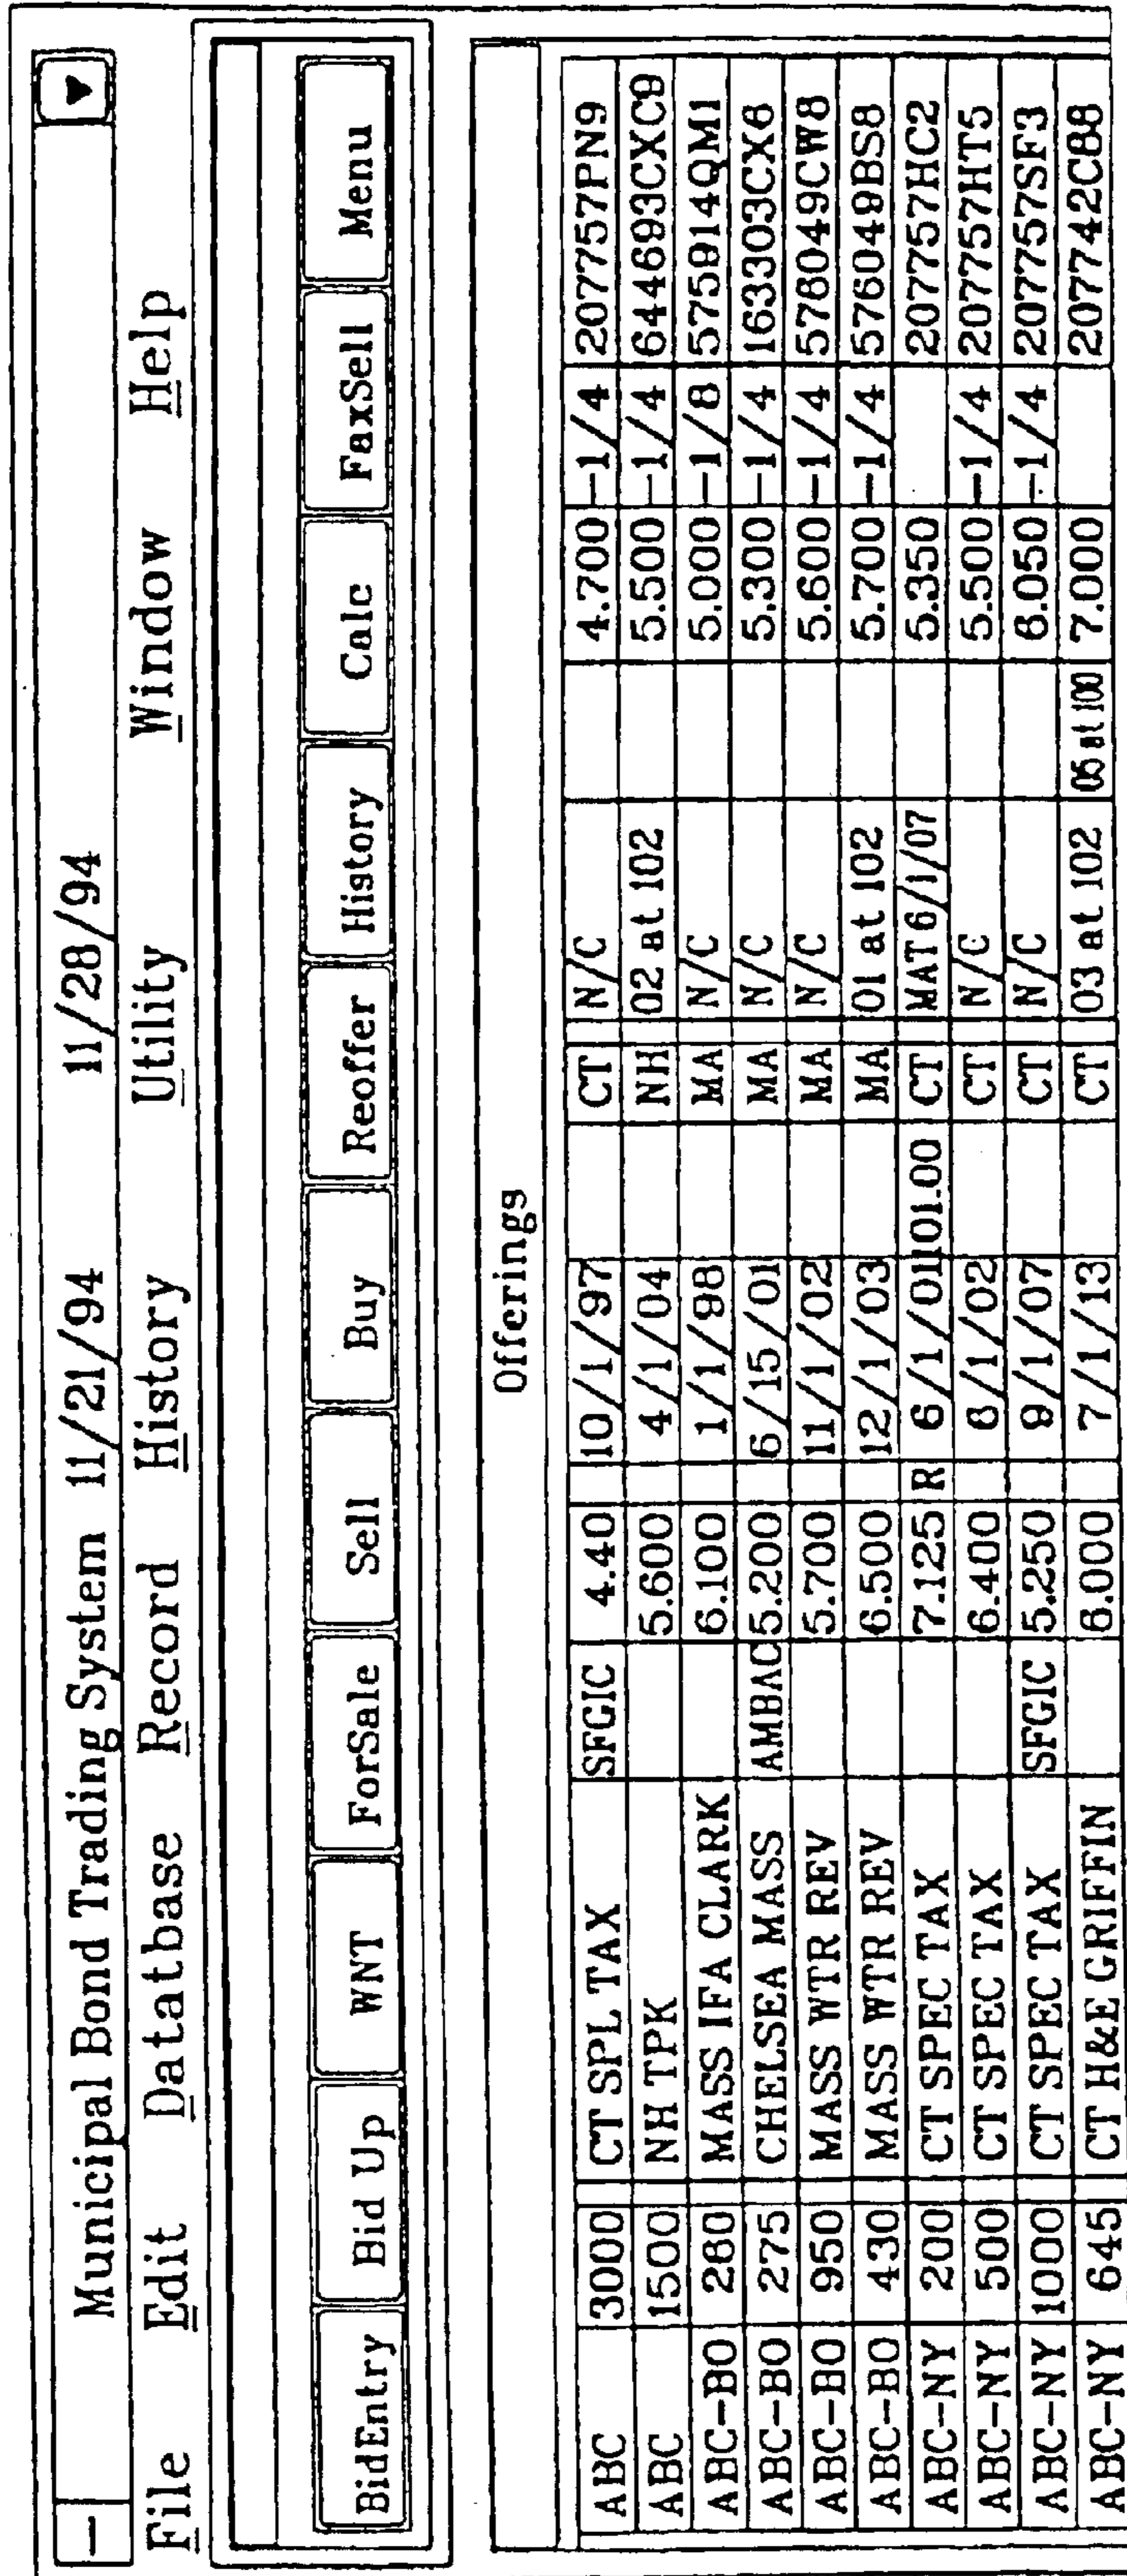 Municipal Bond Trading System 11/21/94 11/28/94
File Edit Datatbase Record History Utility Window Help
BidEntry Bid Up WNT ForSale Sell Buy Reoffer History Calc FaxSell Menu
Offerings
ABC 3000 CT SPL TAX SFGIC 4.40 10/1/97 CT N/C 4.700 -1/4 207757PN9
ABC 1500 NH TPK 5.600 4/1/04 NH 02 at 102 5.500 -1/4 644693CXC9
ABC-BO 280 MASS IFA CLARK 6.100 1/1/98 MA N/C 5.000 -1/8 575914QM1
ABC-BO 275 CHELSEA MASS AMBAC 5.200 6/15/01 MA N/C 5.300 -1/4 163303CX6
ABC-BO 950 MASS WTR REV 5.700 11/1/02 MA N/C 5.600 -1/4 576049CW8
ABC-BO 430 MASS WTR REV 6.500 12/1/03 MA 01 at 102 5.700 -1/4 576049BS8
ABC-NY 200 CT SPEC TAX 7.125 R 6/1/01 101.00 CT MAT 6/1/07 5.350 207757HC2
ABC-NY 500 CT SPEC TAX 6.400 8/1/02 CT N/C 5.500 -1/4 207757HT5
ABC-NY 1000 CT SPEC TAX SFGIC 5.250 9/1/07 CT N/C 6.050 -1/4 207757SF3
ABC-NY 645 CT H&E GRIFFIN 6.000 7/1/13 CT 03 at 102 05 at 100 7.000 207742C88